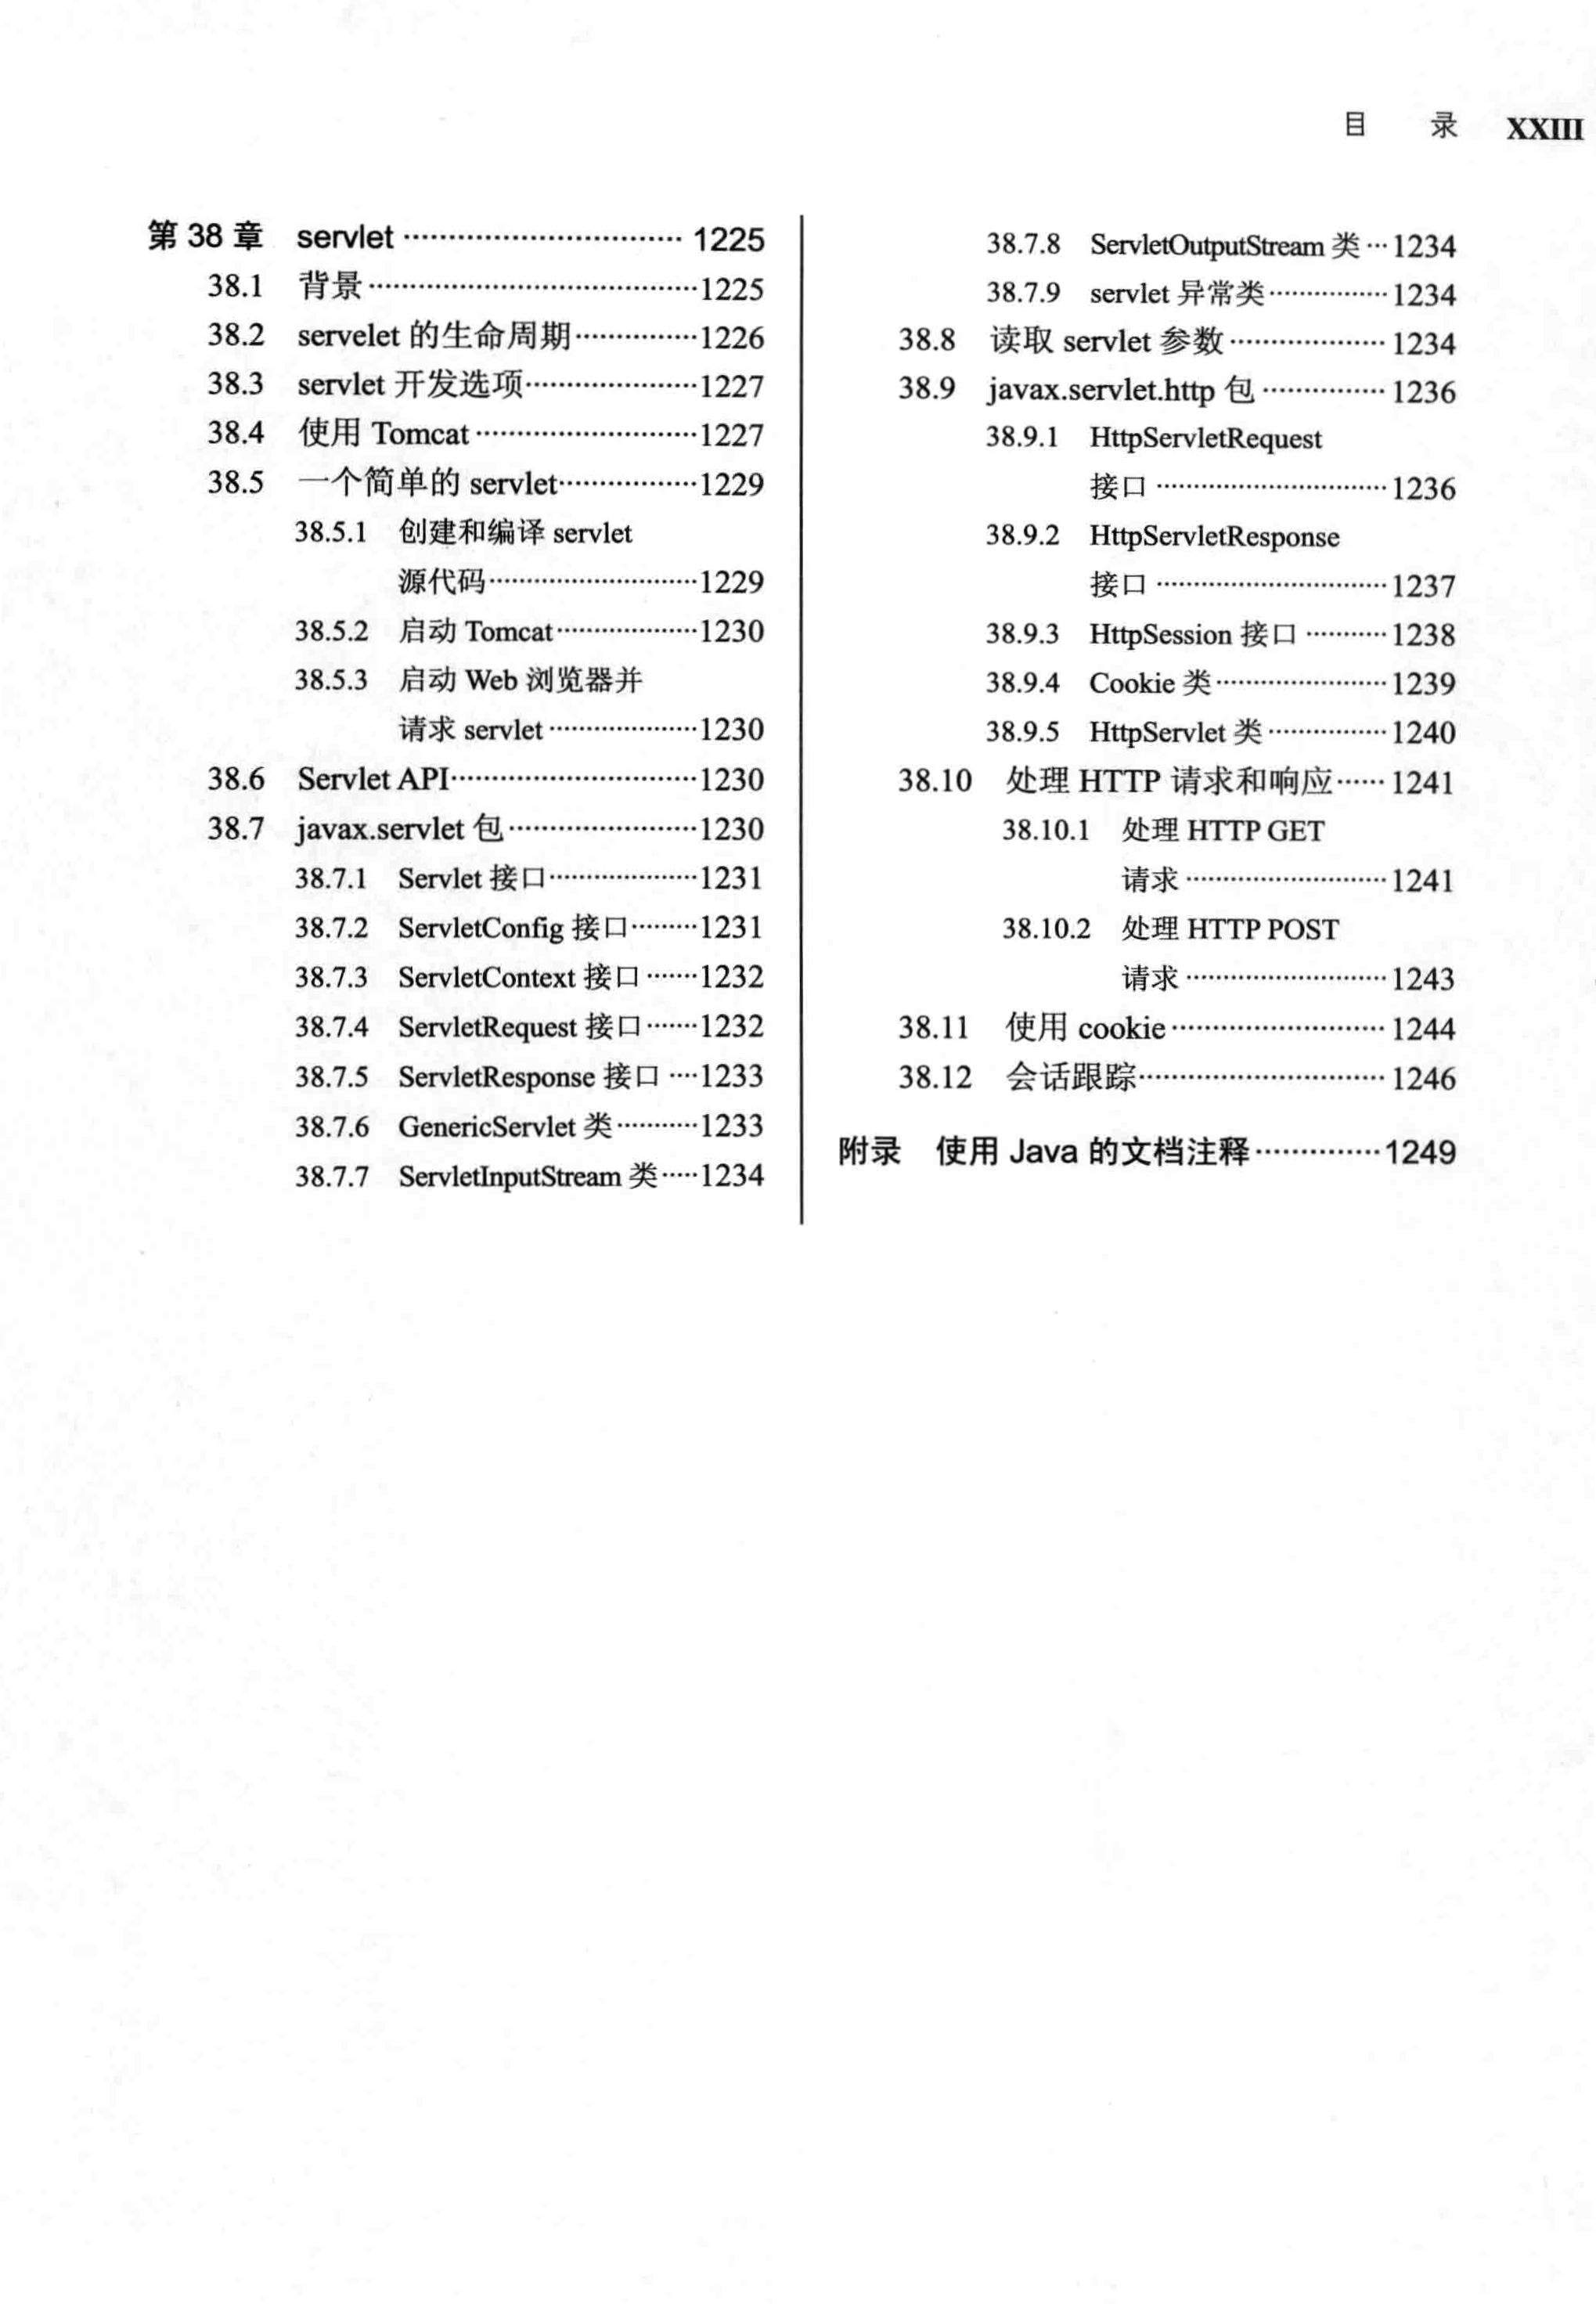 目 录 XXIII
第 38 章 servlet ······························ 1225
38.1 背景 ······································ 1225
38.2 servelet 的生命周期 ··············· 1226
38.3 servlet 开发选项 ····················· 1227
38.4 使用 Tomcat ··························· 1227
38.5 一个简单的 servlet ················· 1229
38.5.1 创建和编译 servlet
源代码 ························· 1229
38.5.2 启动 Tomcat ·················· 1230
38.5.3 启动 Web 浏览器并
请求 servlet ··················· 1230
38.6 Servlet API ····························· 1230
38.7 javax.servlet 包 ······················· 1230
38.7.1 Servlet 接口 ··················· 1231
38.7.2 ServletConfig 接口 ········· 1231
38.7.3 ServletContext 接口 ······· 1232
38.7.4 ServletRequest 接口 ······· 1232
38.7.5 ServletResponse 接口 ···· 1233
38.7.6 GenericServlet 类 ··········· 1233
38.7.7 ServletInputStream 类 ····· 1234
38.7.8 ServletOutputStream 类 ··· 1234
38.7.9 servlet 异常类 ················ 1234
38.8 读取 servlet 参数 ··················· 1234
38.9 javax.servlet.http 包 ··············· 1236
38.9.1 HttpServletRequest
接口 ····························· 1236
38.9.2 HttpServletResponse
接口 ····························· 1237
38.9.3 HttpSession 接口 ··········· 1238
38.9.4 Cookie 类 ······················ 1239
38.9.5 HttpServlet 类 ················ 1240
38.10 处理 HTTP 请求和响应 ······ 1241
38.10.1 处理 HTTP GET
请求 ························· 1241
38.10.2 处理 HTTP POST
请求 ························· 1243
38.11 使用 cookie ·························· 1244
38.12 会话跟踪 ······························ 1246
附录 使用 Java 的文档注释 ·············· 1249